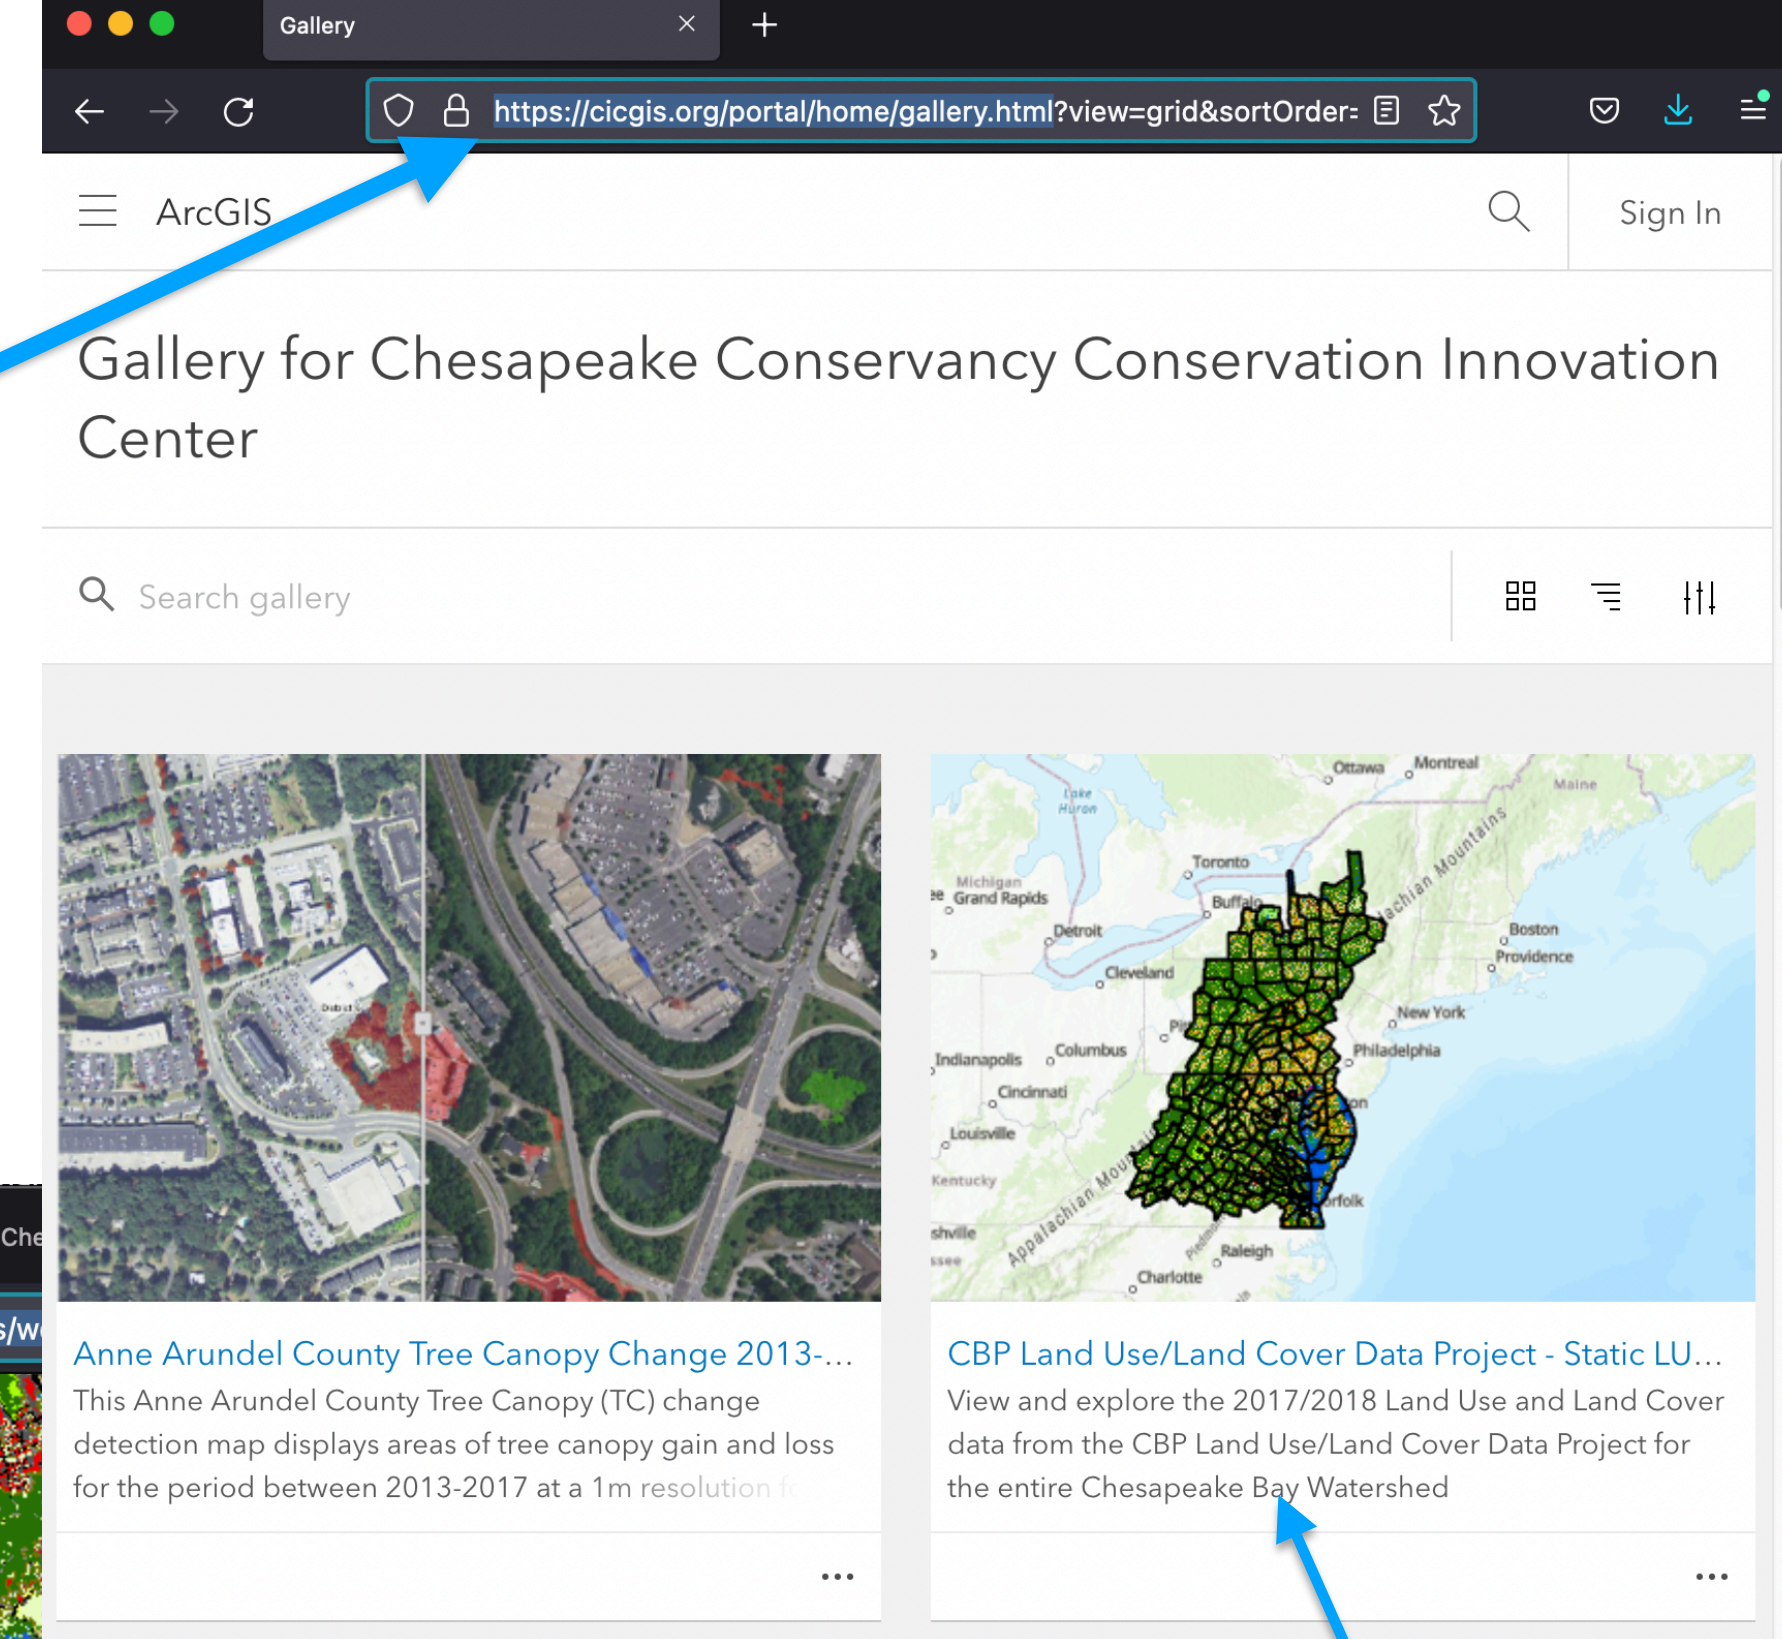 Gallery
https://cicgis.org/portal/home/gallery.html?view=grid&sortOrder=
ArcGIS
Sign In
Gallery for Chesapeake Conservancy Conservation Innovation
Center
Search gallery
Ottawa
Montreal
Maine
Lake
Huron
Toronto
Appalachian Mountains
Michigan
Grand Rapids
Buffalo
Detroit
Boston
Providence
Cleveland
New York
Columbus
Philadelphia
Indianapolis
Cincinnati
Louisville
Kentucky
Raleigh
Charlotte
Anne Arundel County Tree Canopy Change 2013-...
This Anne Arundel County Tree Canopy (TC) change
detection map displays areas of tree canopy gain and loss
for the period between 2013-2017 at a 1m resolution
CBP Land Use/Land Cover Data Project - Static LU...
View and explore the 2017/2018 Land Use and Land Cover
data from the CBP Land Use/Land Cover Data Project for
the entire Chesapeake Bay Watershed
Che
s/w